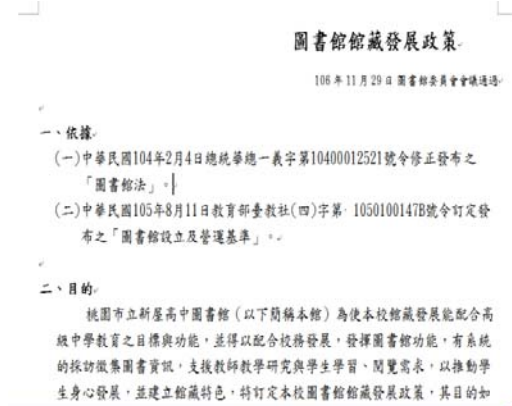 圖書館館藏發展政策
106 年 11 月 29 日 圖書館委員會會議通過
一、依據
(一)中華民國104年2月4日總統華總一義字第10400012521號令修正發布之
「圖書館法」。
(二)中華民國105年8月11日教育部臺教社(四)字第 1050100147B號令訂定發
布之「圖書館設立及營運基準」。
二、目的
桃園市立新屋高中圖書館(以下簡稱本館)為使本校館藏發展能配合高
級中學教育之目標與功能,並得以配合校務發展,發揮圖書館功能,有系統
的採訪徵集圖書資訊,支援教師教學研究與學生學習、閱覽需求,以推動學
生身心發展,並建立館藏特色,特訂定本校圖書館館藏發展政策,其目的如